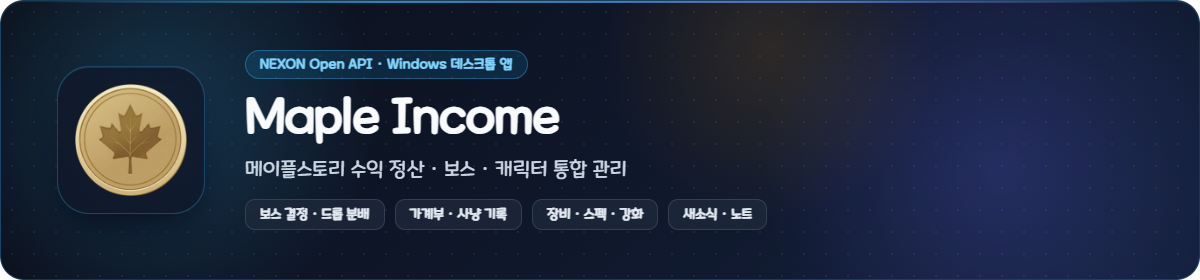 NEXON Open API · Windows 데스크톱 앱
Maple Income
메이플스토리 수익 정산 · 보스 · 캐릭터 통합 관리
보스 결정 · 드롭 분배
가계부 · 사냥 기록
장비 · 스펙 · 강화
새소식 · 노트